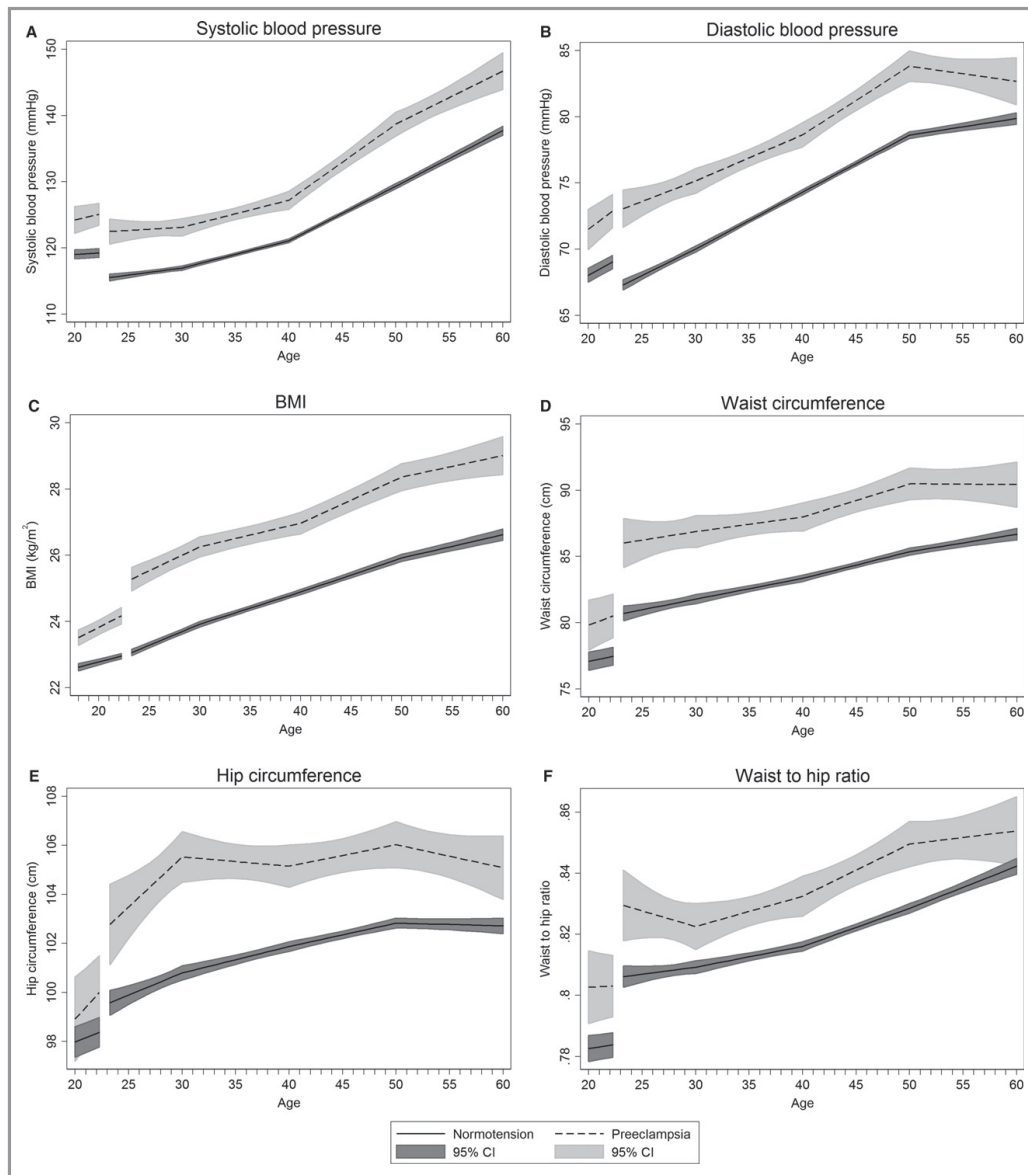 A
Systolic blood pressure
Systolic blood pressure (mmHg)
150
140
130
120
110
20 25 30 35 40 45 50 55 60
Age
B
Diastolic blood pressure
Diastolic blood pressure (mmHg)
85
80
75
70
65
20 25 30 35 40 45 50 55 60
Age
C
BMI
BMI (kg/m²)
30
28
26
24
22
20 25 30 35 40 45 50 55 60
Age
D
Waist circumference
Waist circumference (cm)
95
90
85
80
75
20 25 30 35 40 45 50 55 60
Age
E
Hip circumference
Hip circumference (cm)
108
106
104
102
100
98
20 25 30 35 40 45 50 55 60
Age
F
Waist to hip ratio
Waist to hip ratio
.86
.84
.82
.8
.78
20 25 30 35 40 45 50 55 60
Age
Normotension Preeclampsia
95% CI 95% CI